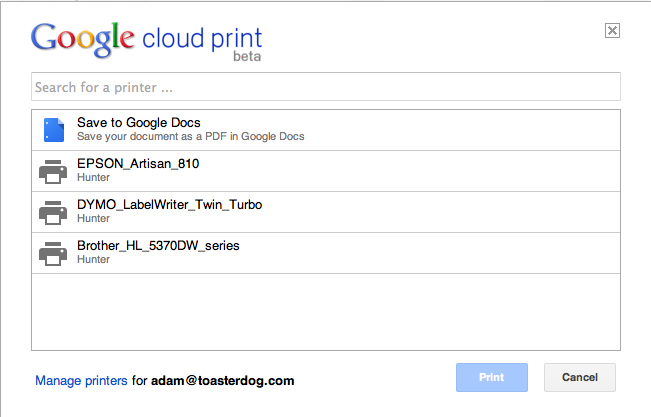 Google cloud print
beta
Search for a printer ...
Save to Google Docs
Save your document as a PDF in Google Docs
EPSON_Artisan_810
Hunter
DYMO_LabelWriter_Twin_Turbo
Hunter
Brother_HL_5370DW_series
Hunter
Manage printers for adam@toasterdog.com
Print
Cancel